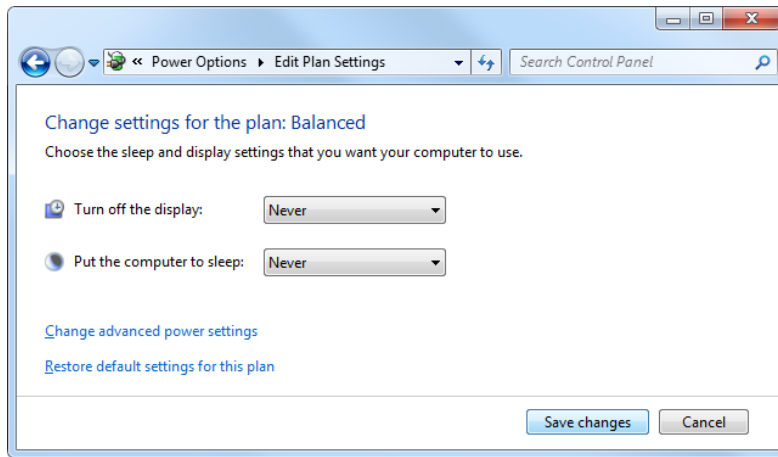 « Power Options ▸ Edit Plan Settings
Search Control Panel
Change settings for the plan: Balanced
Choose the sleep and display settings that you want your computer to use.
Turn off the display: Never
Put the computer to sleep: Never
Change advanced power settings
Restore default settings for this plan
Save changes Cancel